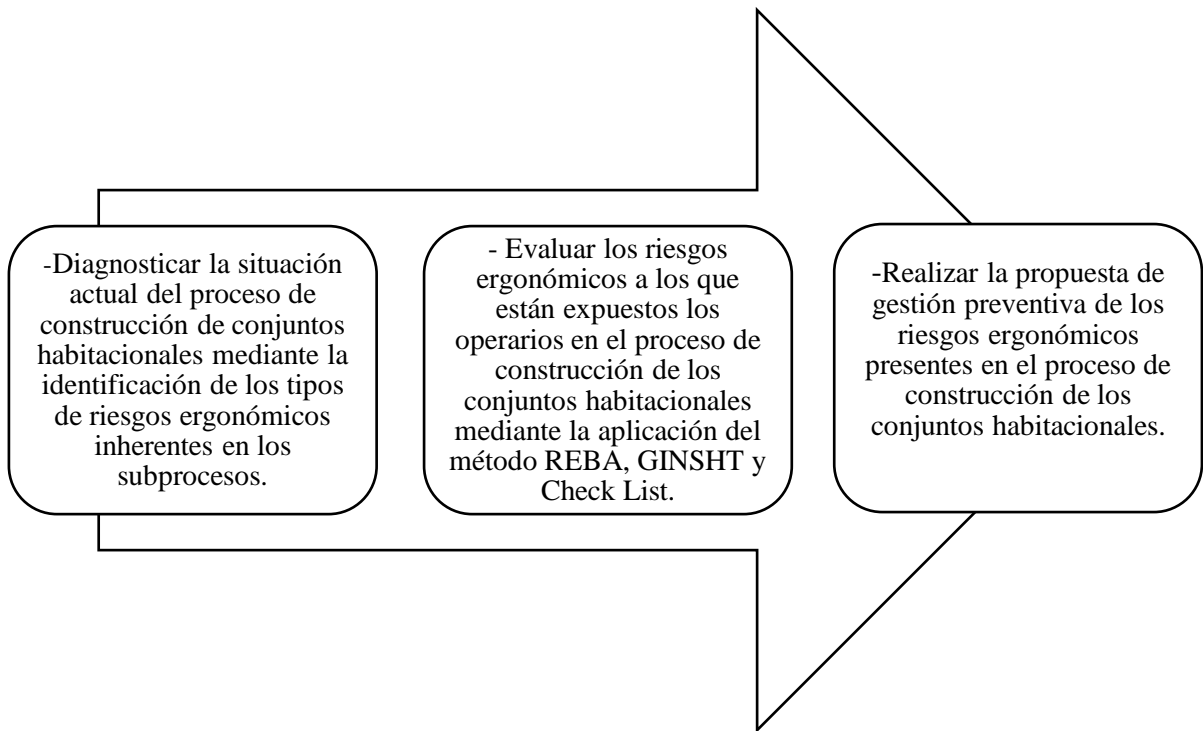 -Diagnosticar la situación
actual del proceso de
construcción de conjuntos
habitacionales mediante la
identificación de los tipos
de riesgos ergonómicos
inherentes en los
subprocesos.
- Evaluar los riesgos
ergonómicos a los que
están expuestos los
operarios en el proceso de
construcción de los
conjuntos habitacionales
mediante la aplicación del
método REBA, GINSHT y
Check List.
-Realizar la propuesta de
gestión preventiva de los
riesgos ergonómicos
presentes en el proceso de
construcción de los
conjuntos habitacionales.